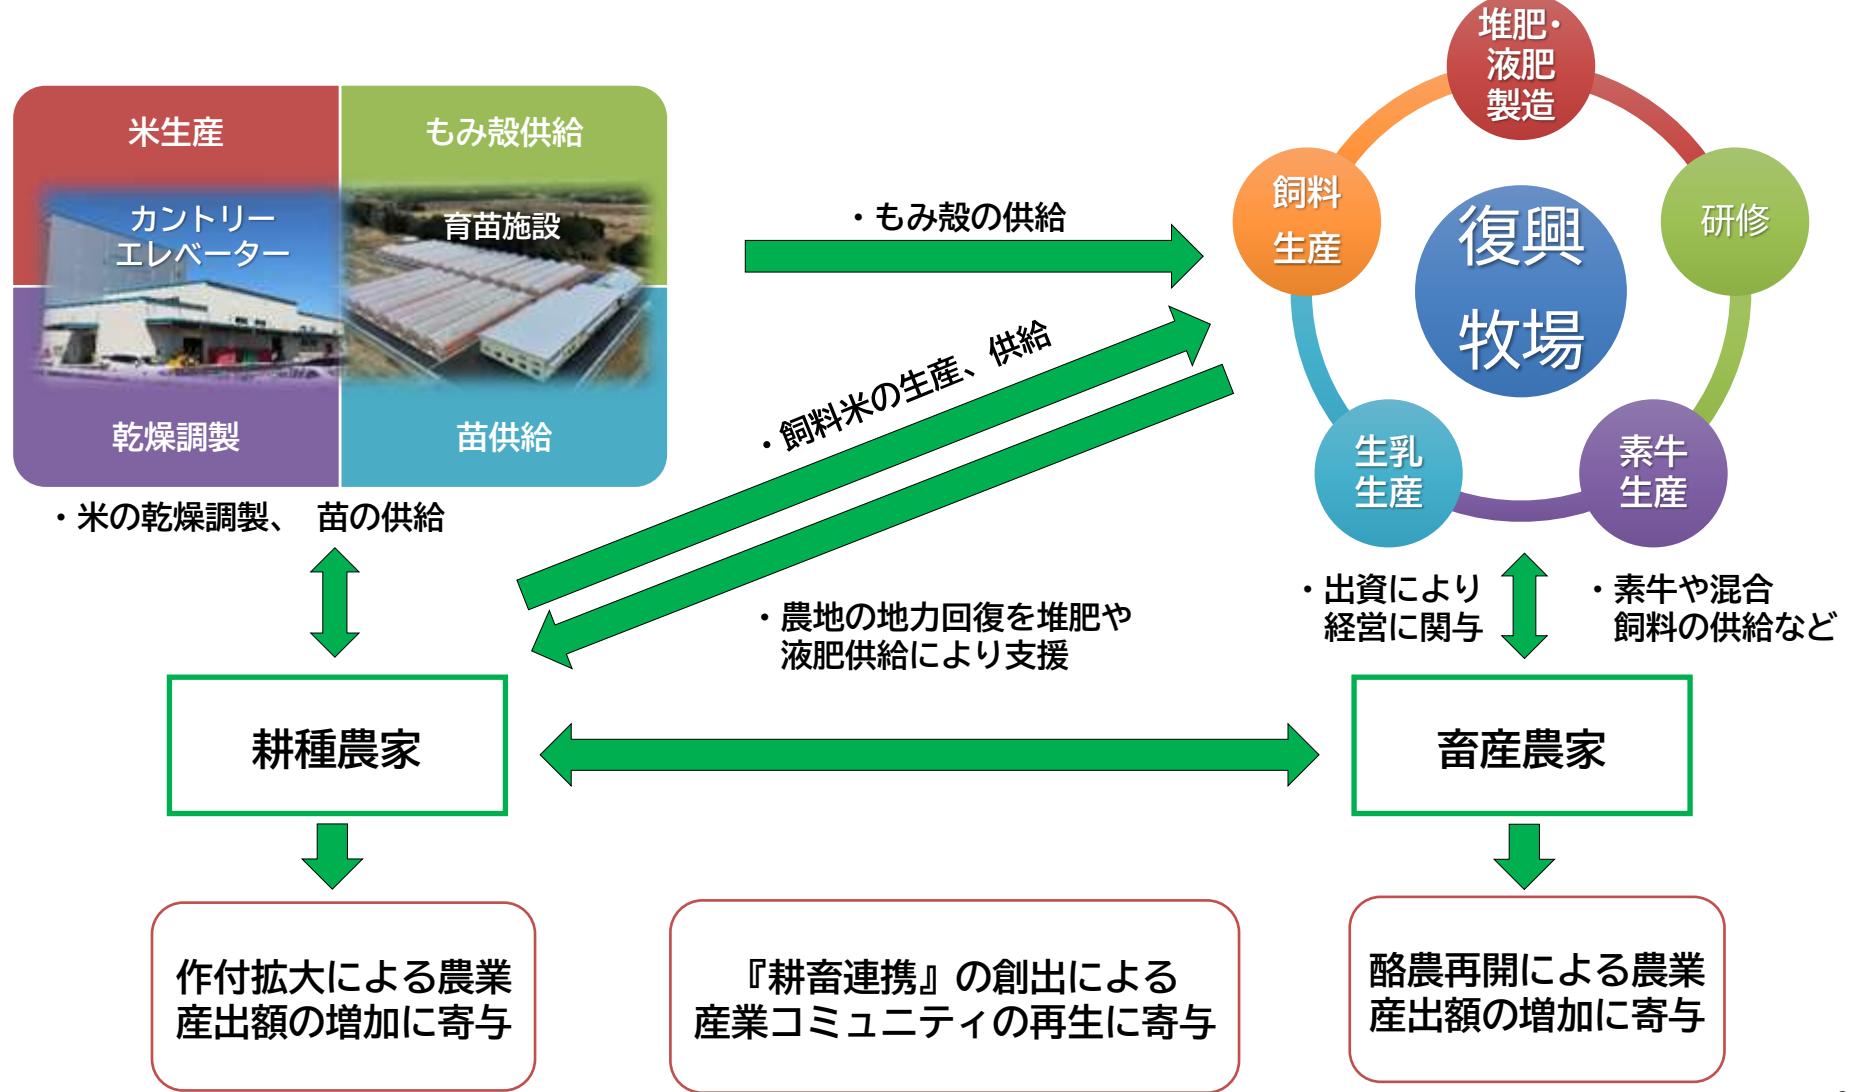 米生産
もみ殻供給
カントリー
エレベーター
育苗施設
乾燥調製
苗供給
・米の乾燥調製、 苗の供給
・もみ殻の供給
・飼料米の生産、供給
・農地の地力回復を堆肥や
液肥供給により支援
堆肥・
液肥
製造
飼料
生産
研修
復興
牧場
生乳
生産
素牛
生産
・出資により
経営に関与
・素牛や混合
飼料の供給など
耕種農家
畜産農家
作付拡大による農業
産出額の増加に寄与
『耕畜連携』の創出による
産業コミュニティの再生に寄与
酪農再開による農業
産出額の増加に寄与